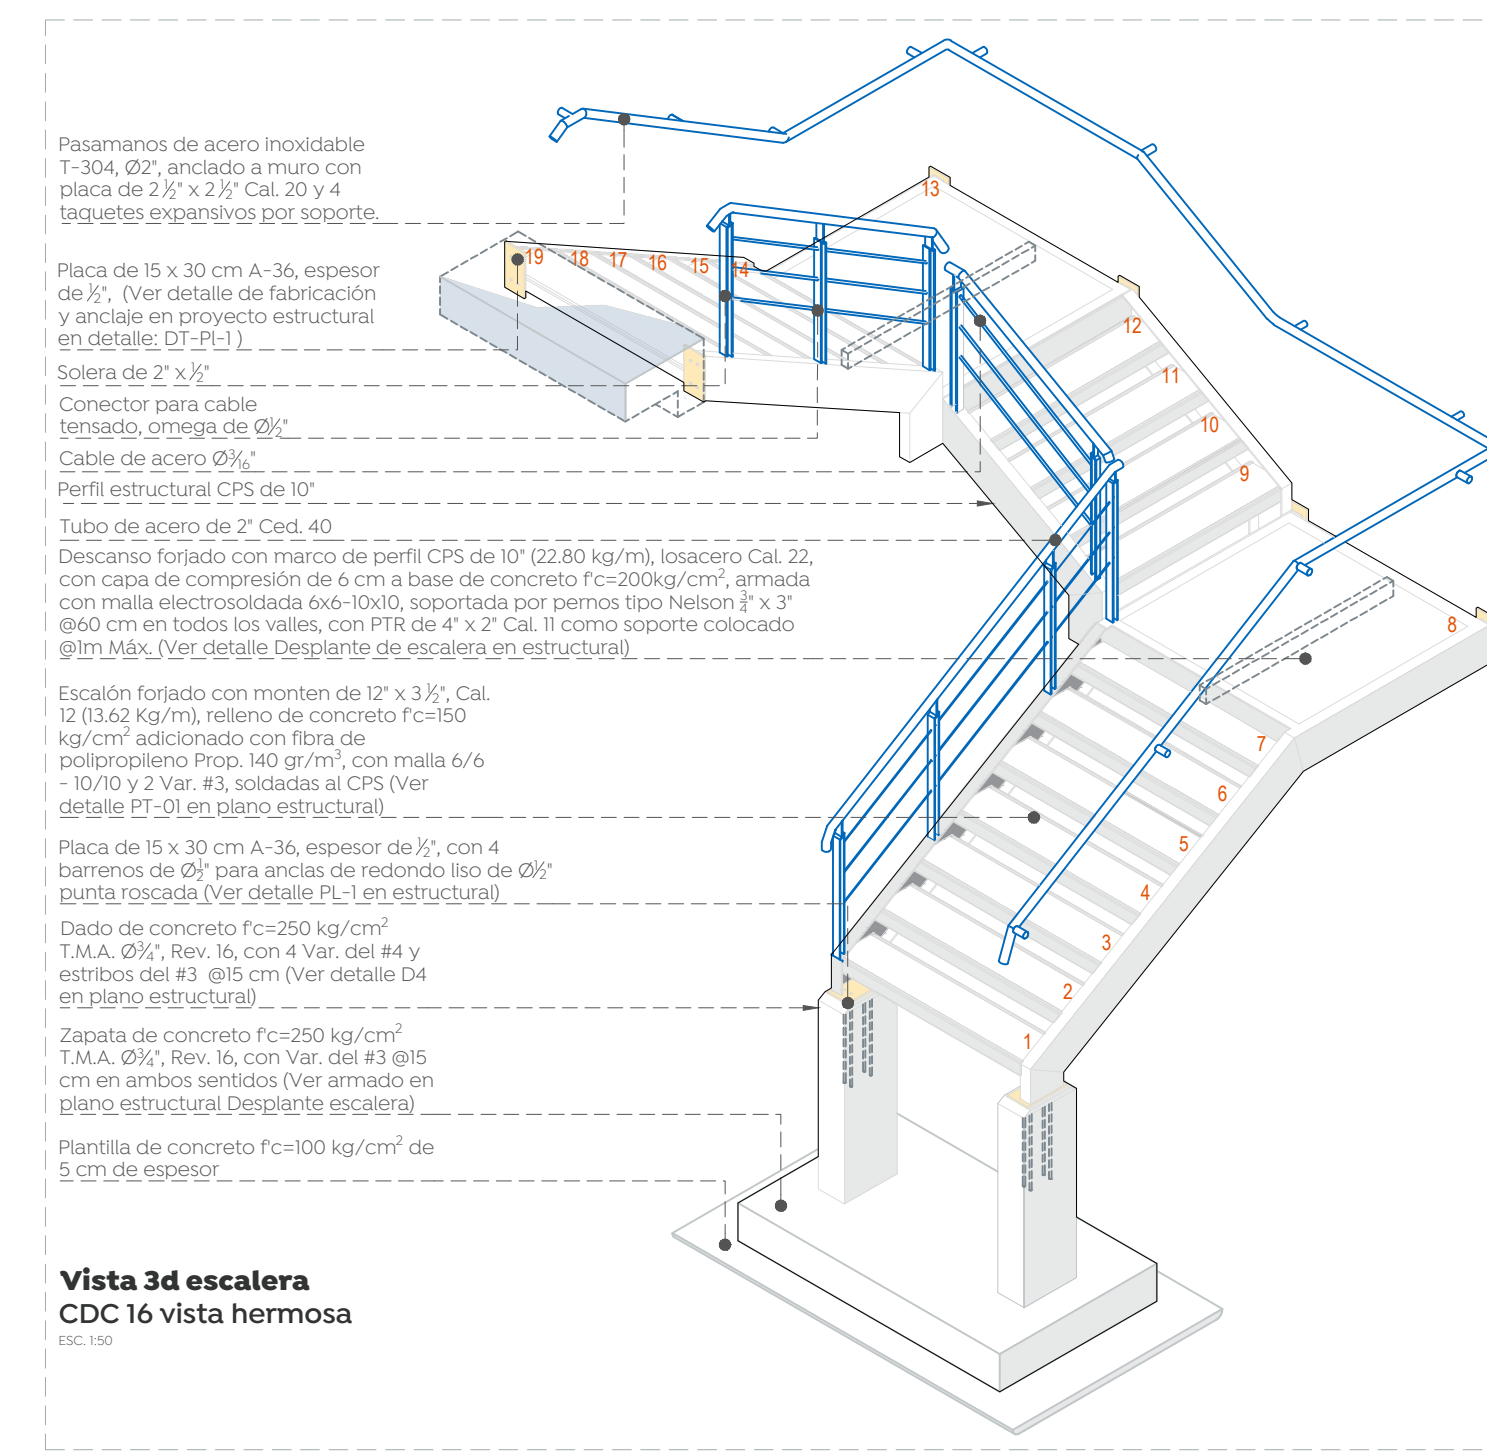 Pasamanos de acero inoxidable
T-304, Ø2", anclado a muro con
placa de 2 ½" x 2 ½" Cal. 20 y 4
taquetes expansivos por soporte.
Placa de 15 x 30 cm A-36, espesor
de ½", (Ver detalle de fabricación
y anclaje en proyecto estructural
en detalle: DT-Pl-1 )
Solera de 2" x ½"
Conector para cable
tensado, omega de Ø½"
Cable de acero Ø3⁄16"
Perfil estructural CPS de 10"
Tubo de acero de 2" Ced. 40
Descanso forjado con marco de perfil CPS de 10" (22.80 kg/m), losacero Cal. 22,
con capa de compresión de 6 cm a base de concreto f'c=200kg/cm², armada
con malla electrosoldada 6x6-10x10, soportada por pernos tipo Nelson ¾" x 3"
@60 cm en todos los valles, con PTR de 4" x 2" Cal. 11 como soporte colocado
@1m Máx. (Ver detalle Desplante de escalera en estructural)
Escalón forjado con monten de 12" x 3 ½", Cal.
12 (13.62 Kg/m), relleno de concreto f'c=150
kg/cm² adicionado con fibra de
polipropileno Prop. 140 gr/m³, con malla 6/6
- 10/10 y 2 Var. #3, soldadas al CPS (Ver
detalle PT-01 en plano estructural)
Placa de 15 x 30 cm A-36, espesor de ½", con 4
barrenos de Ø½" para anclas de redondo liso de Ø½"
punta roscada (Ver detalle PL-1 en estructural)
Dado de concreto f'c=250 kg/cm²
T.M.A. Ø¾", Rev. 16, con 4 Var. del #4 y
estribos del #3 @15 cm (Ver detalle D4
en plano estructural)
Zapata de concreto f'c=250 kg/cm²
T.M.A. Ø¾", Rev. 16, con Var. del #3 @15
cm en ambos sentidos (Ver armado en
plano estructural Desplante escalera)
Plantilla de concreto f'c=100 kg/cm² de
5 cm de espesor
Vista 3d escalera
CDC 16 vista hermosa
ESC. 1:50
13
19
18
17
16
15
14
12
11
10
9
8
7
6
5
4
3
2
1